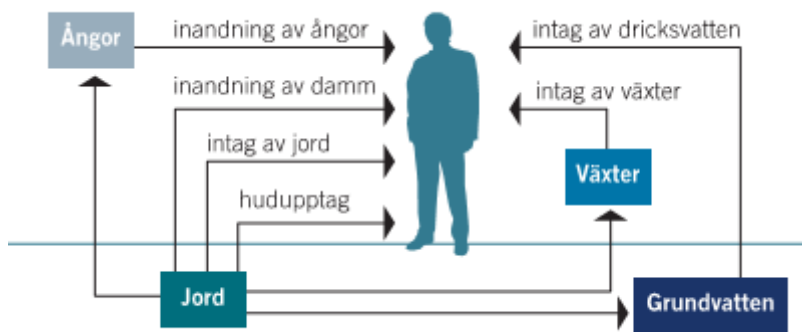 Ångor
inandning av ångor
intag av dricksvatten
inandning av damm
intag av växter
intag av jord
Växter
hudupptag
Jord
Grundvatten